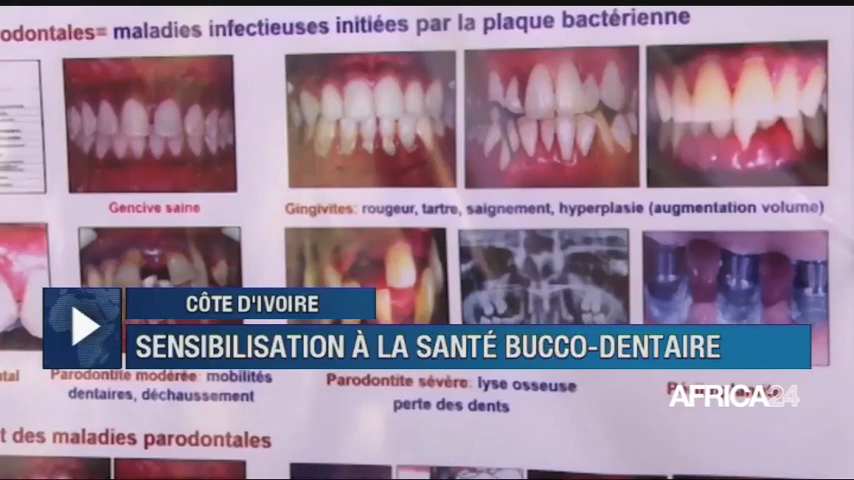 odontales= maladies infectieuses initiées par la plaque bactérienne
Gencive saine
Gingivites: rougeur, tartre, saignement, hyperplasie (augmentation volume)
CÔTE D'IVOIRE
SENSIBILISATION À LA SANTÉ BUCCO-DENTAIRE
Parodontite modérée: mobilités
dentaires, déchaussement
Parodontite sévère: lyse osseuse
perte des dents
AFRICA24
t des maladies parodontales